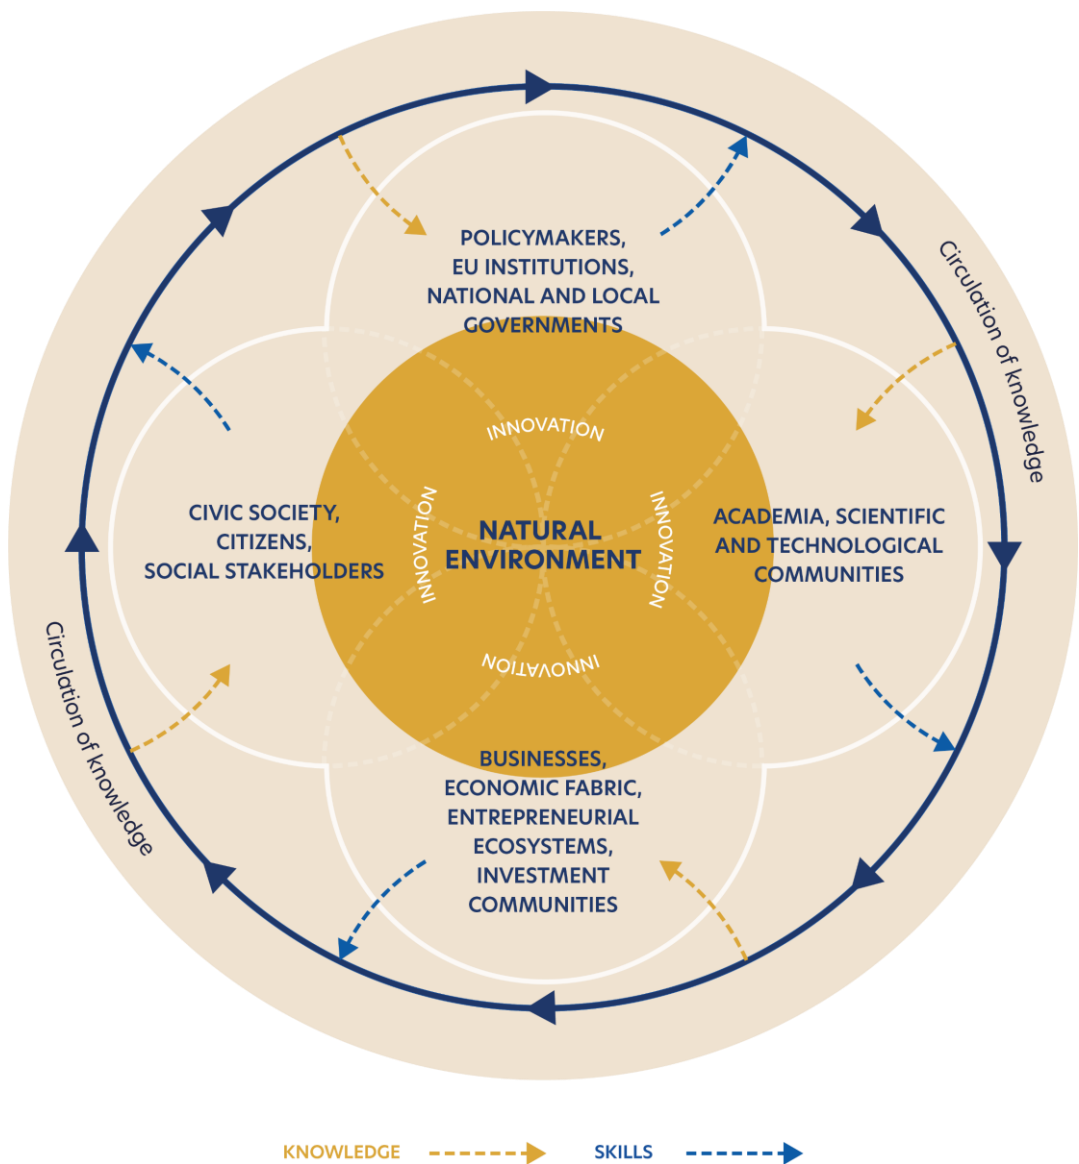 POLICYMAKERS,
EU INSTITUTIONS,
NATIONAL AND LOCAL
GOVERNMENTS
Circulation of knowledge
INNOVATION
CIVIC SOCIETY,
CITIZENS,
SOCIAL STAKEHOLDERS
INNOVATION
NATURAL
ENVIRONMENT
INNOVATION
ACADEMIA, SCIENTIFIC
AND TECHNOLOGICAL
COMMUNITIES
INNOVATION
Circulation of knowledge
BUSINESSES,
ECONOMIC FABRIC,
ENTREPRENEURIAL
ECOSYSTEMS,
INVESTMENT
COMMUNITIES
KNOWLEDGE
SKILLS